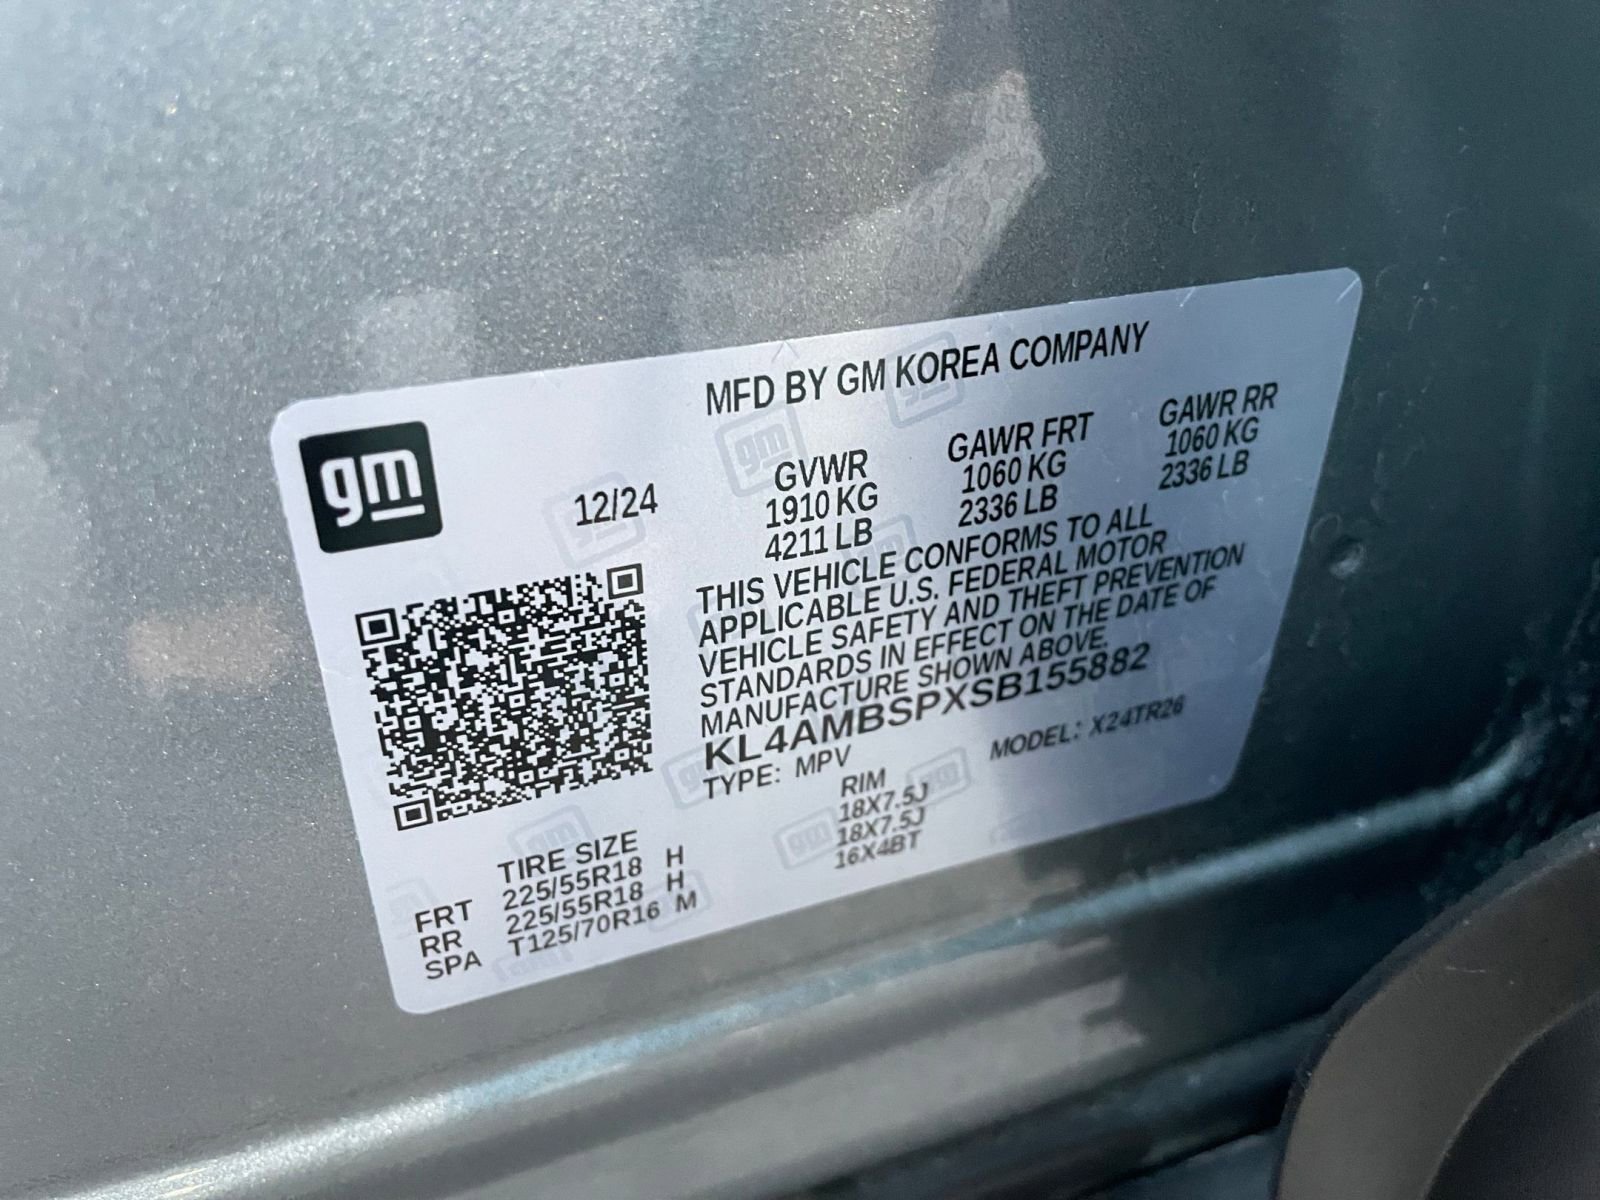 MFD BY GM KOREA COMPANY
gm
12/24
GVWR GAWR FRT GAWR RR
1910 KG 1060 KG 1060 KG
4211 LB 2336 LB 2336 LB
THIS VEHICLE CONFORMS TO ALL
APPLICABLE U.S. FEDERAL MOTOR
VEHICLE SAFETY AND THEFT PREVENTION
STANDARDS IN EFFECT ON THE DATE OF
MANUFACTURE SHOWN ABOVE.
KL4AMBSPXSB155882
TYPE: MPV MODEL: X24TR26
TIRE SIZE RIM
FRT 225/55R18 H 18X7.5J
RR 225/55R18 H 18X7.5J
SPA T125/70R16 M 16X4BT